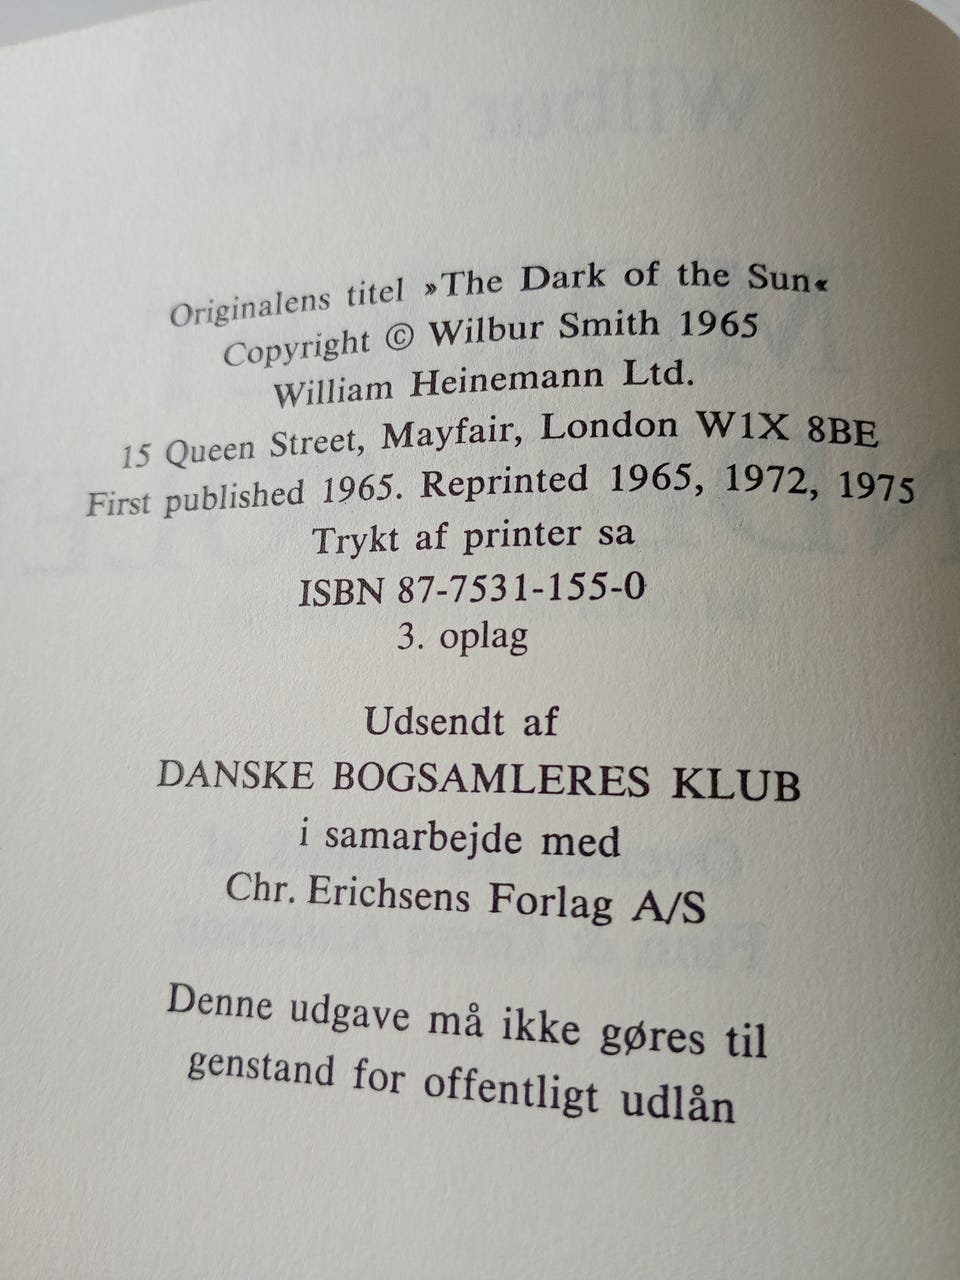 Originalens titel »The Dark of the Sun«
Copyright © Wilbur Smith 1965
William Heinemann Ltd.
15 Queen Street, Mayfair, London W1X 8BE
First published 1965. Reprinted 1965, 1972, 1975
Trykt af printer sa
ISBN 87-7531-155-0
3. oplag
Udsendt af
DANSKE BOGSAMLERES KLUB
i samarbejde med
Chr. Erichsens Forlag A/S
Denne udgave må ikke gøres til
genstand for offentligt udlån